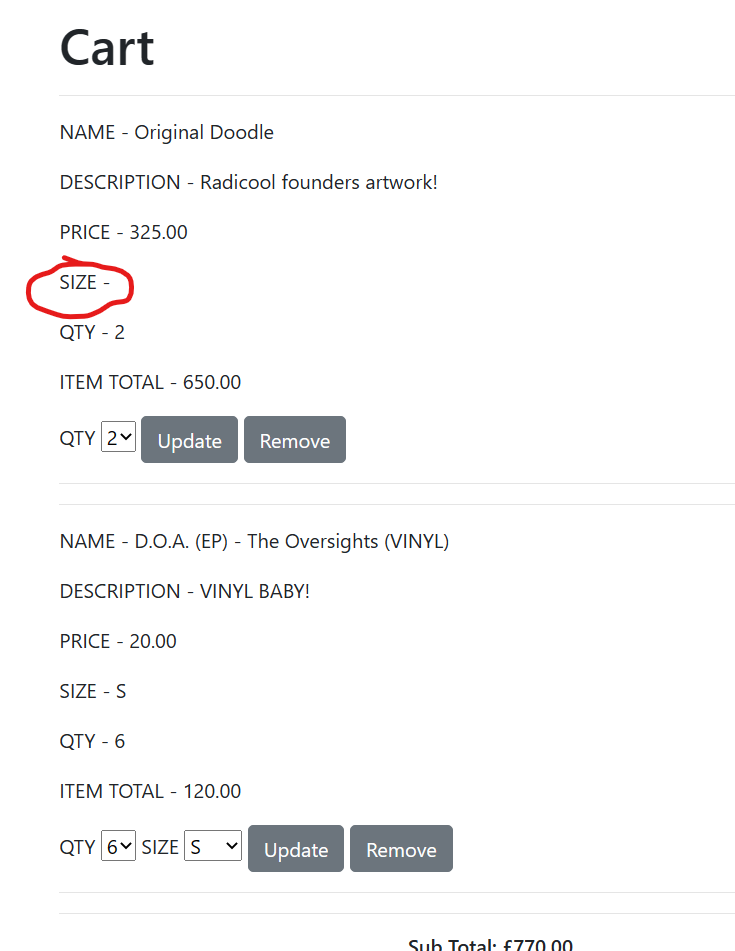 Cart
NAME - Original Doodle
DESCRIPTION - Radicool founders artwork!
PRICE - 325.00
SIZE -
QTY - 2
ITEM TOTAL - 650.00
QTY 2 Update Remove
NAME - D.O.A. (EP) - The Oversights (VINYL)
DESCRIPTION - VINYL BABY!
PRICE - 20.00
SIZE - S
QTY - 6
ITEM TOTAL - 120.00
QTY 6 SIZE S Update Remove
Sub Total: £770.00